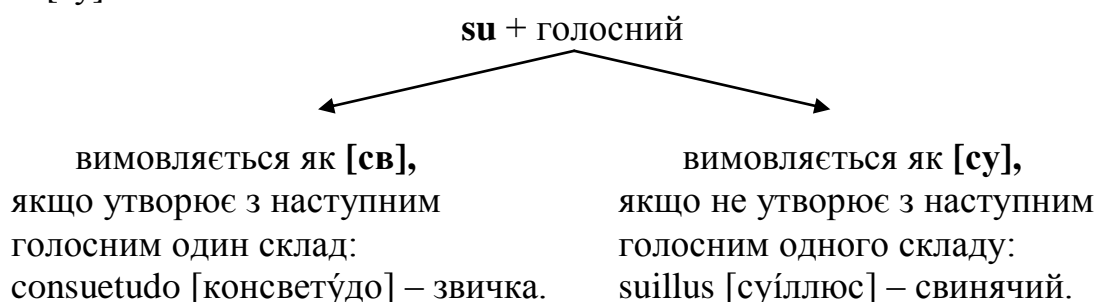 su + голосний
вимовляється як [св],
якщо утворює з наступним
голосним один склад:
consuetudo [консветýдо] – звичка.
вимовляється як [су],
якщо не утворює з наступним
голосним одного складу:
suillus [суíллюс] – свинячий.